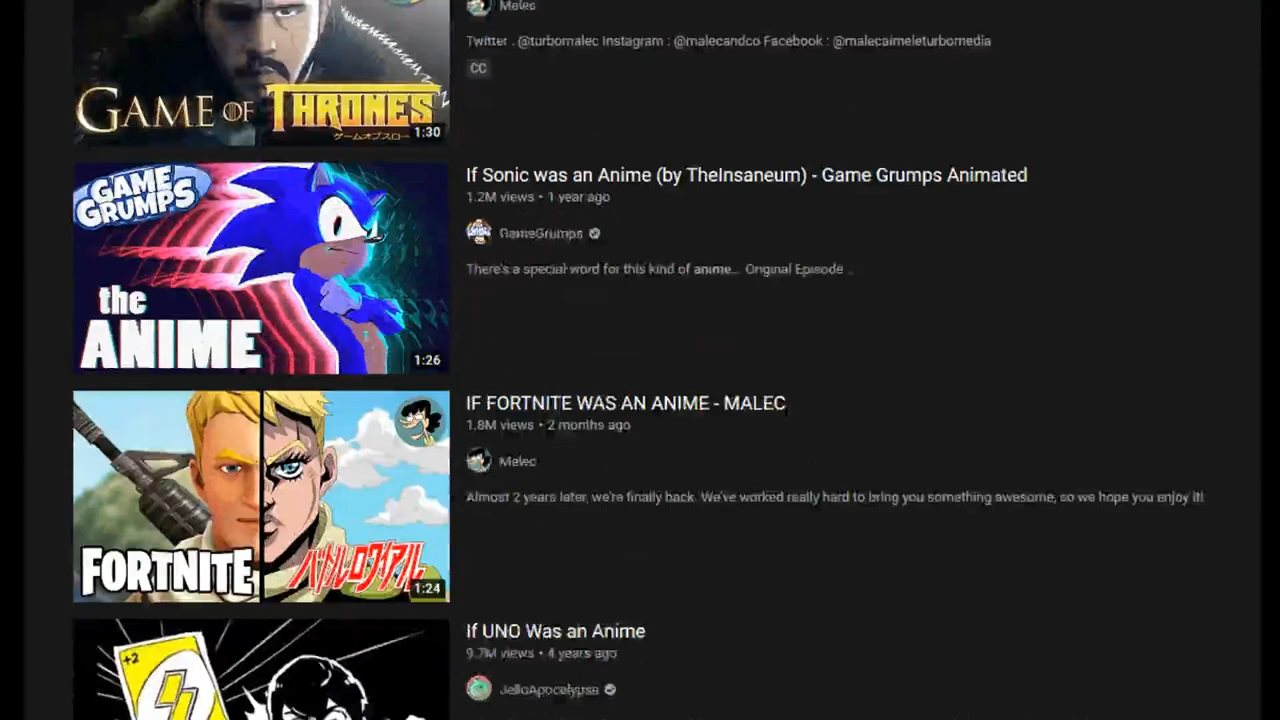 Malec
Twitter : @turbomalec Instagram : @malecandco Facebook : @malecaimeleturbomedia
CC
GAME OF THRONES
ゲームオブスロー
1:30
GAME GRUMPS
the
ANIME
1:26
If Sonic was an Anime (by TheInsaneum) - Game Grumps Animated
1.2M views • 1 year ago
GameGrumps
There's a special word for this kind of anime... Original Episode ..
FORTNITE
バトルロワイアル
1:24
IF FORTNITE WAS AN ANIME - MALEC
1.8M views • 2 months ago
Malec
Almost 2 years later, we're finally back. We've worked really hard to bring you something awesome, so we hope you enjoy it!
+2
If UNO Was an Anime
9.7M views • 4 years ago
JelloApocalypse